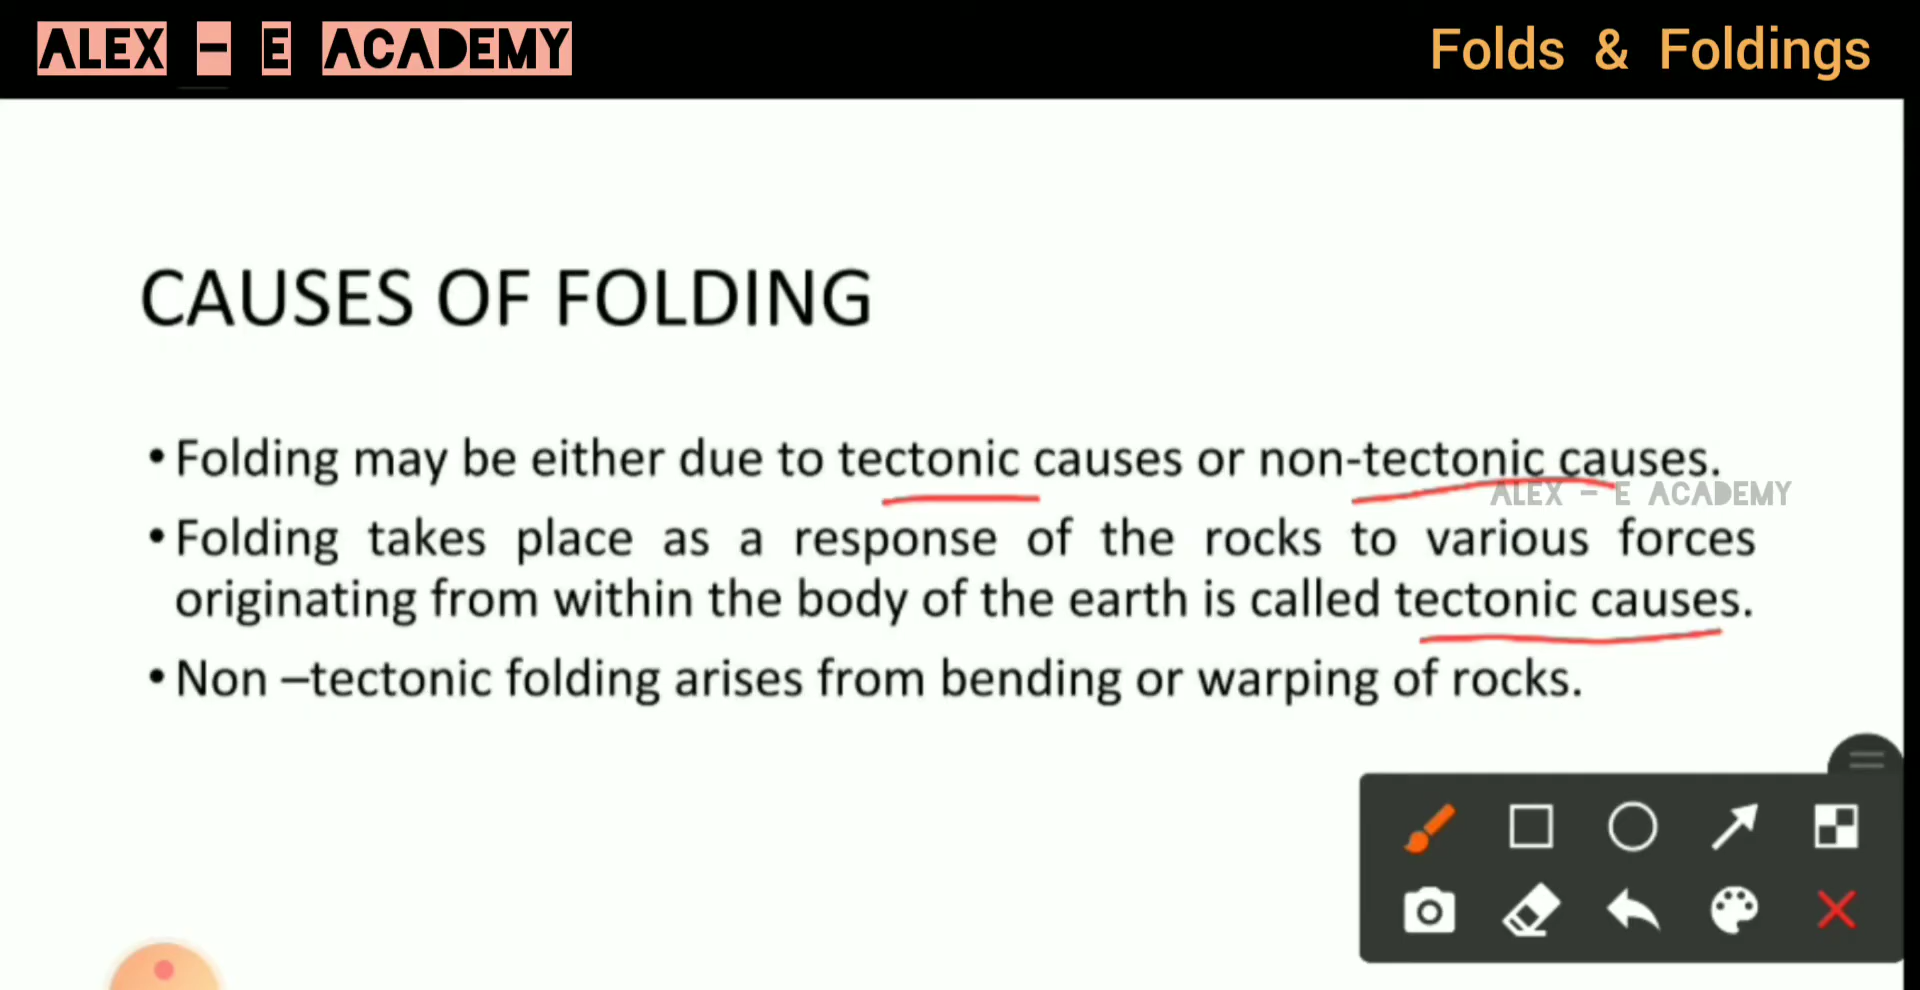 ALEX - E ACADEMY
Folds & Foldings
CAUSES OF FOLDING
• Folding may be either due to tectonic causes or non-tectonic causes.
ALEX - E ACADEMY
• Folding takes place as a response of the rocks to various forces
originating from within the body of the earth is called tectonic causes.
• Non –tectonic folding arises from bending or warping of rocks.